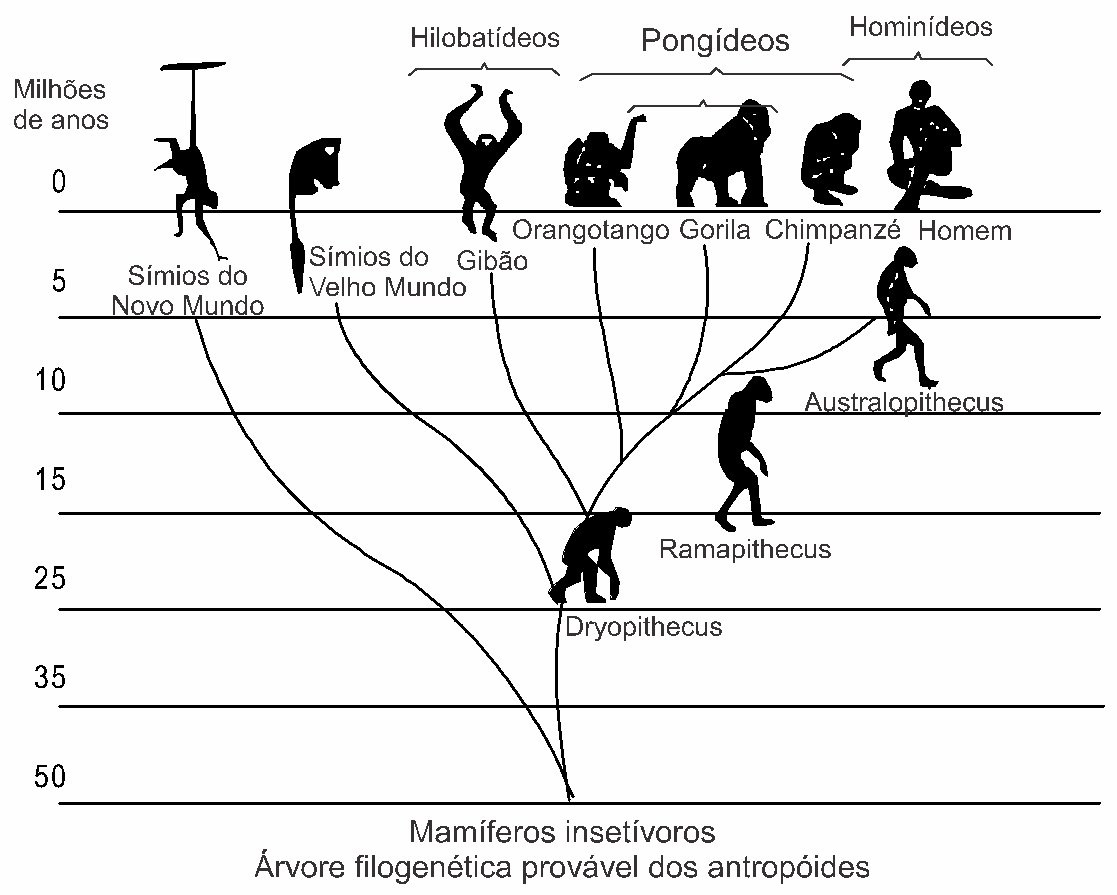 Hilobatídeos
Pongídeos
Hominídeos
Milhões
de anos
0
Orangotango Gorila Chimpanzé Homem
Símios do
Novo Mundo
Símios do
Velho Mundo
Gibão
5
10
Australopithecus
15
Ramapithecus
25
Dryopithecus
35
50
Mamíferos insetívoros
Árvore filogenética provável dos antropóides